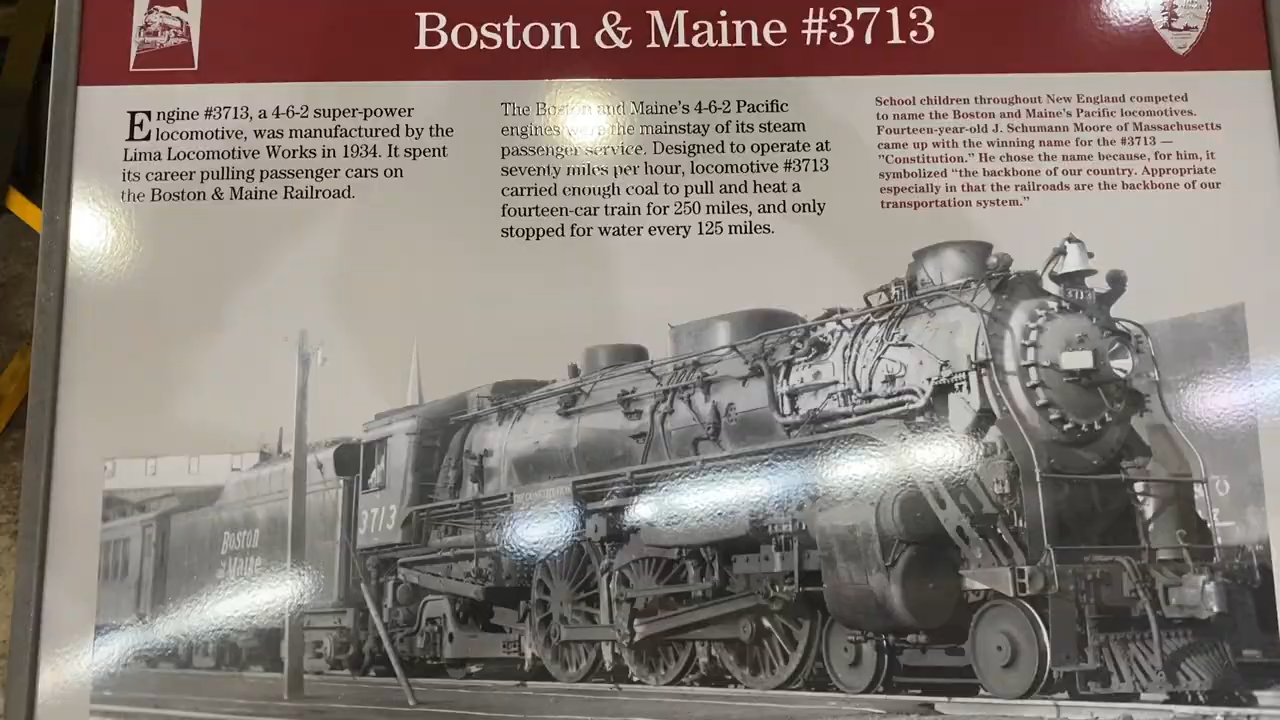 Boston & Maine #3713
Engine #3713, a 4-6-2 super-power
locomotive, was manufactured by the
Lima Locomotive Works in 1934. It spent
its career pulling passenger cars on
the Boston & Maine Railroad.
The Boston and Maine's 4-6-2 Pacific
engines were the mainstay of its steam
passenger service. Designed to operate at
seventy miles per hour, locomotive #3713
carried enough coal to pull and heat a
fourteen-car train for 250 miles, and only
stopped for water every 125 miles.
School children throughout New England competed
to name the Boston and Maine's Pacific locomotives.
Fourteen-year-old J. Schumann Moore of Massachusetts
came up with the winning name for the #3713 —
"Constitution." He chose the name because, for him, it
symbolized "the backbone of our country. Appropriate
especially in that the railroads are the backbone of our
transportation system."
3713
3713
Boston
& Maine